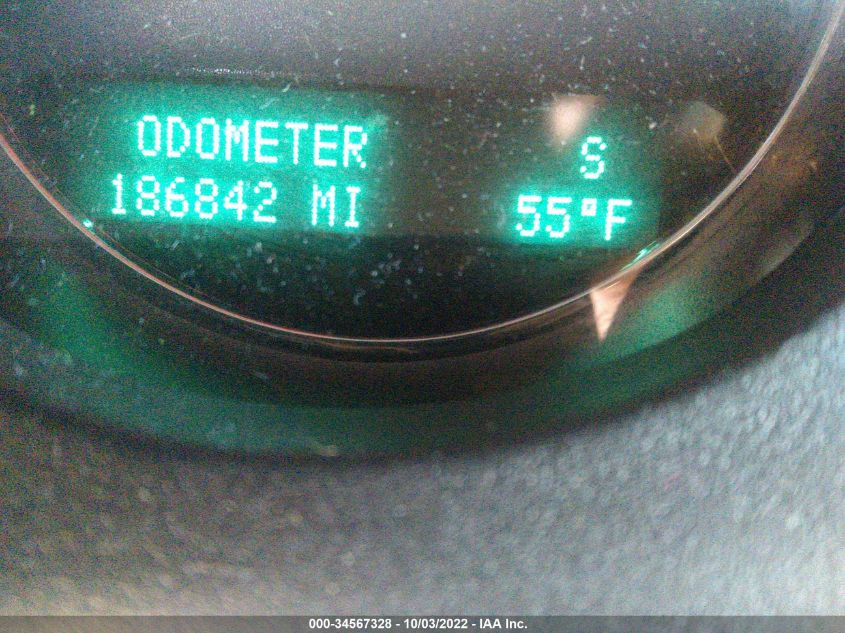 ODOMETER
186842 MI
S
55°F
000-34567328 - 10/03/2022 - IAA Inc.